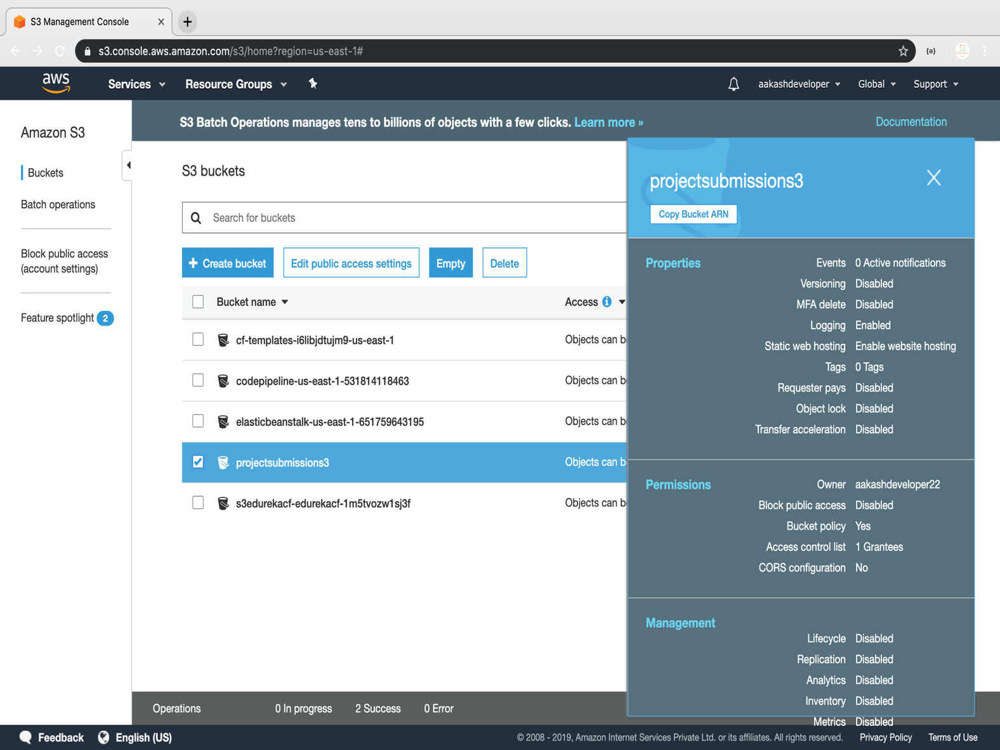 S3 Management Console
s3.console.aws.amazon.com/s3/home?region=us-east-1#
aws
Services
Resource Groups
aakashdeveloper
Global
Support
Amazon S3
Buckets
Batch operations
Block public access
(account settings)
Feature spotlight 2
S3 Batch Operations manages tens to billions of objects with a few clicks. Learn more »
Documentation
S3 buckets
Search for buckets
+ Create bucket
Edit public access settings
Empty
Delete
Bucket name
Access
cf-templates-i6libjdtujm9-us-east-1
Objects can b
codepipeline-us-east-1-531814118463
Objects can b
elasticbeanstalk-us-east-1-651759643195
Objects can b
projectsubmissions3
Objects can b
s3edurekacf-edurekacf-1m5tvozw1sj3f
Objects can b
projectsubmissions3
Copy Bucket ARN
Properties
Events 0 Active notifications
Versioning Disabled
MFA delete Disabled
Logging Enabled
Static web hosting Enable website hosting
Tags 0 Tags
Requester pays Disabled
Object lock Disabled
Transfer acceleration Disabled
Permissions
Owner aakashdeveloper22
Block public access Disabled
Bucket policy Yes
Access control list 1 Grantees
CORS configuration No
Management
Lifecycle Disabled
Replication Disabled
Analytics Disabled
Inventory Disabled
Metrics Disabled
Operations
0 In progress
2 Success
0 Error
Feedback
English (US)
© 2008 - 2019, Amazon Internet Services Private Ltd. or its affiliates. All rights reserved.
Privacy Policy
Terms of Use